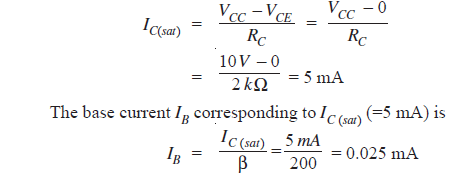 I_C(sat) = (V_CC – V_CE)/R_C = (V_CC – 0)/R_C
= (10V – 0)/(2 kΩ) = 5 mA
The base current I_B corresponding to I_C (sat) (=5 mA) is
I_B = I_C (sat)/β = 5 mA/200 = 0.025 mA